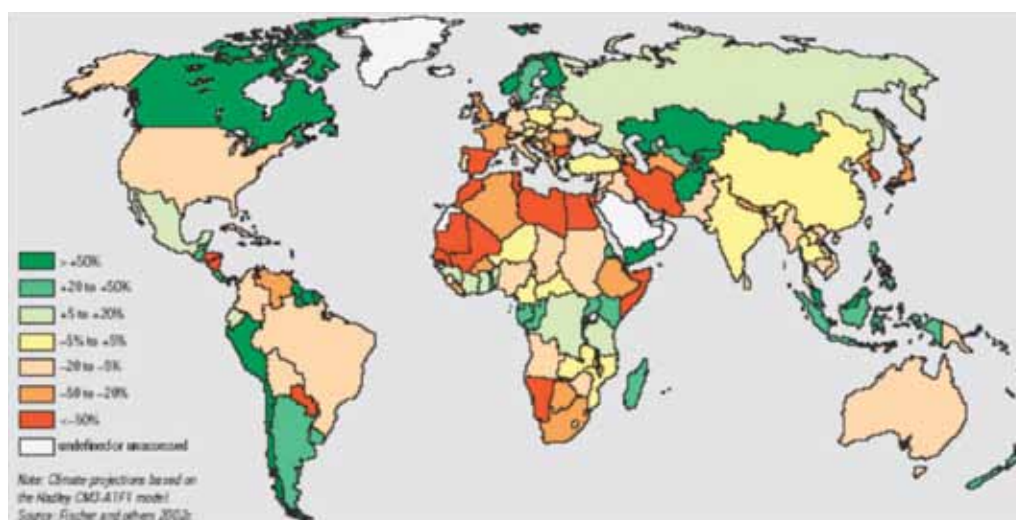 > +50%
+20 to +50%
+5 to +20%
-5% to +5%
-20 to -5%
-50 to -20%
<-50%
undefined or unassessed
Note: Climate projections based on
the Hadley CM3-A1FI model.
Source: Fischer and others 2002c